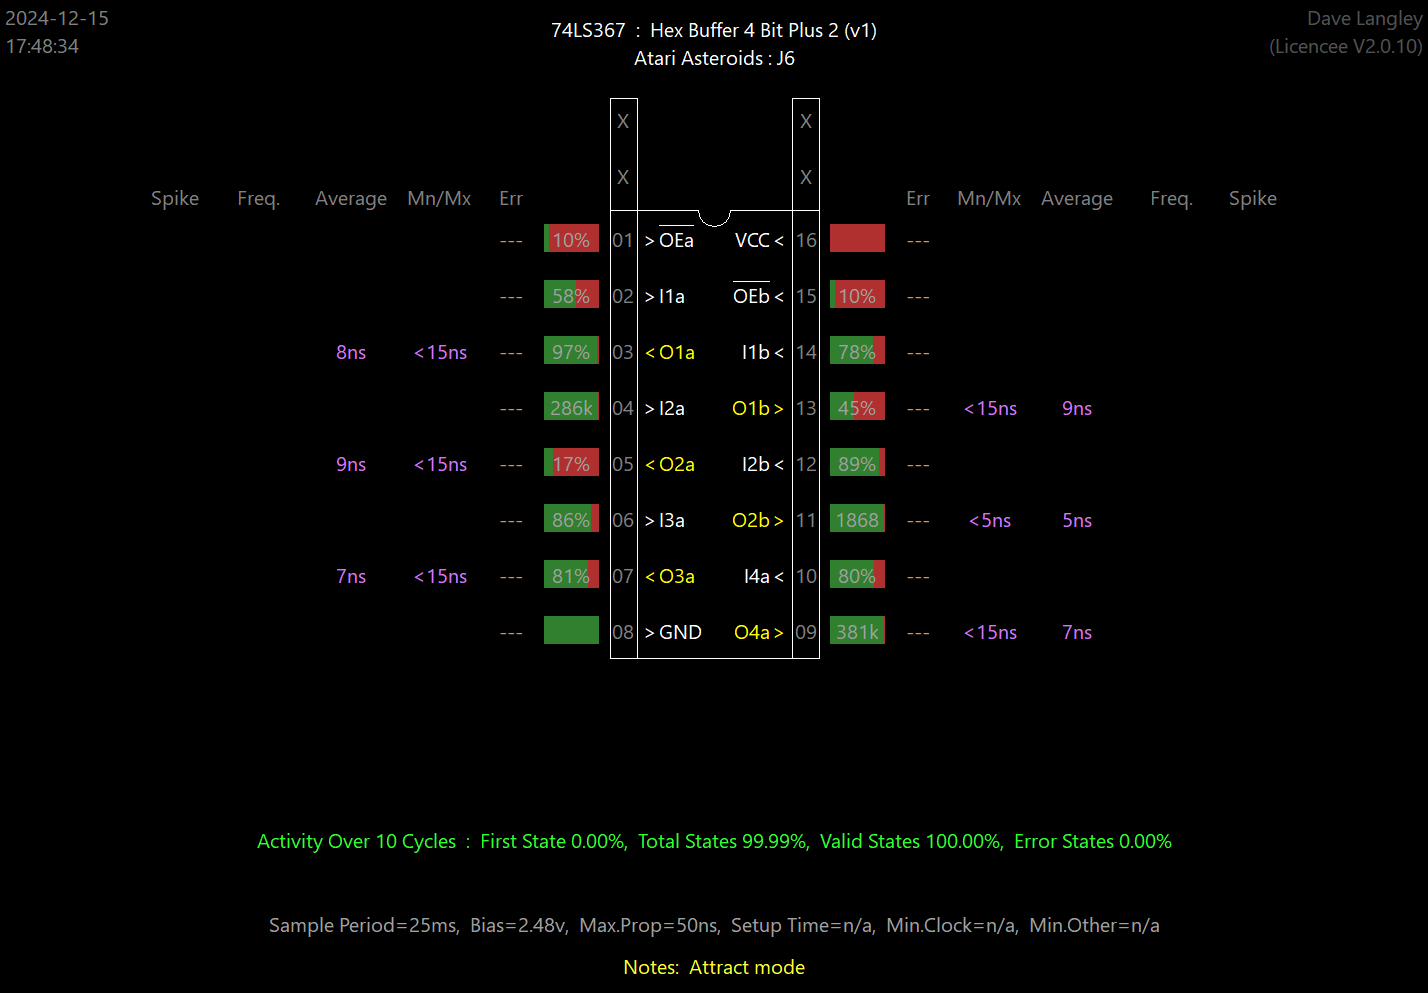 2024-12-15
17:48:34
74LS367 : Hex Buffer 4 Bit Plus 2 (v1)
Atari Asteroids : J6
Dave Langley
(Licencee V2.0.10)
X X
X X
Spike Freq. Average Mn/Mx Err Err Mn/Mx Average Freq. Spike
--- 10% 01 > OEa VCC < 16 ---
--- 58% 02 > I1a OEb < 15 10% ---
8ns <15ns --- 97% 03 < O1a I1b < 14 78% ---
--- 286k 04 > I2a O1b > 13 45% --- <15ns 9ns
9ns <15ns --- 17% 05 < O2a I2b < 12 89% ---
--- 86% 06 > I3a O2b > 11 1868 --- <5ns 5ns
7ns <15ns --- 81% 07 < O3a I4a < 10 80% ---
--- 08 > GND O4a > 09 381k --- <15ns 7ns
Activity Over 10 Cycles : First State 0.00%, Total States 99.99%, Valid States 100.00%, Error States 0.00%
Sample Period=25ms, Bias=2.48v, Max.Prop=50ns, Setup Time=n/a, Min.Clock=n/a, Min.Other=n/a
Notes: Attract mode